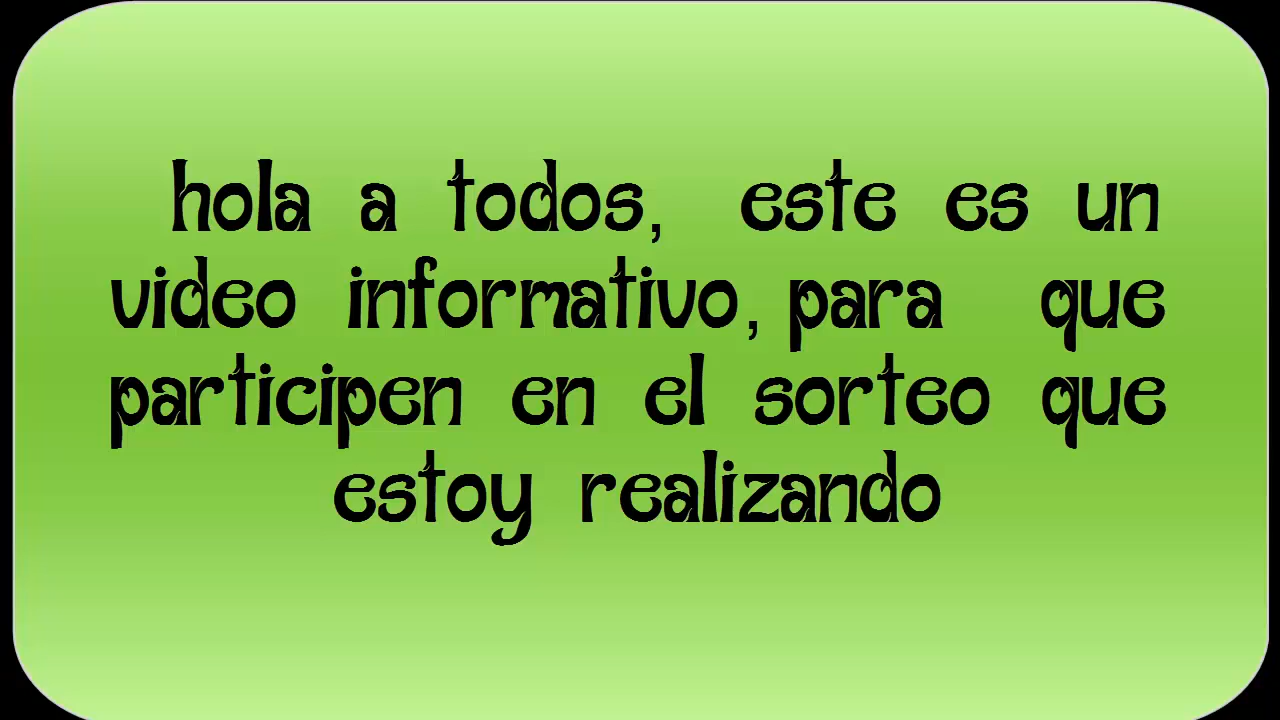 hola a todos, este es un
video informativo, para que
participen en el sorteo que
estoy realizando